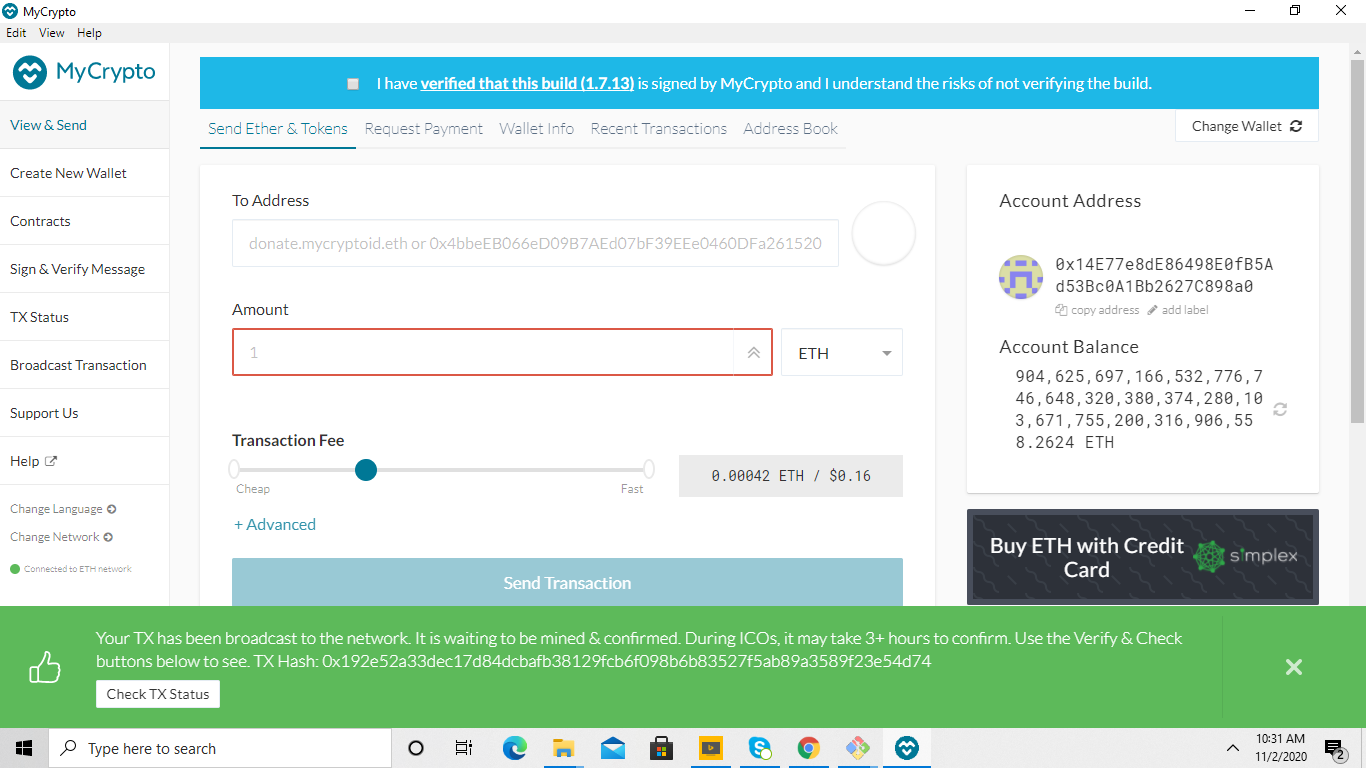 MyCrypto
Edit View Help
MyCrypto
I have verified that this build (1.7.13) is signed by MyCrypto and I understand the risks of not verifying the build.
View & Send
Create New Wallet
Contracts
Sign & Verify Message
TX Status
Broadcast Transaction
Support Us
Help
Change Language
Change Network
Connected to ETH network
Send Ether & Tokens Request Payment Wallet Info Recent Transactions Address Book
Change Wallet
To Address
donate.mycryptoid.eth or 0x4bbeEB066eD09B7AEd07bF39EEe0460DFa261520
Amount
1
ETH
Transaction Fee
Cheap
Fast
0.00042 ETH / $0.16
+ Advanced
Send Transaction
Account Address
0x14E77e8dE86498E0fB5A
d53Bc0A1Bb2627C898a0
copy address add label
Account Balance
904,625,697,166,532,776,7
46,648,320,380,374,280,10
3,671,755,200,316,906,55
8.2624 ETH
Buy ETH with Credit
Card
simplex
Your TX has been broadcast to the network. It is waiting to be mined & confirmed. During ICOs, it may take 3+ hours to confirm. Use the Verify & Check
buttons below to see. TX Hash: 0x192e52a33dec17d84dcbafb38129fcb6f098b6b83527f5ab89a3589f23e54d74
Check TX Status
Type here to search
10:31 AM
11/2/2020
2